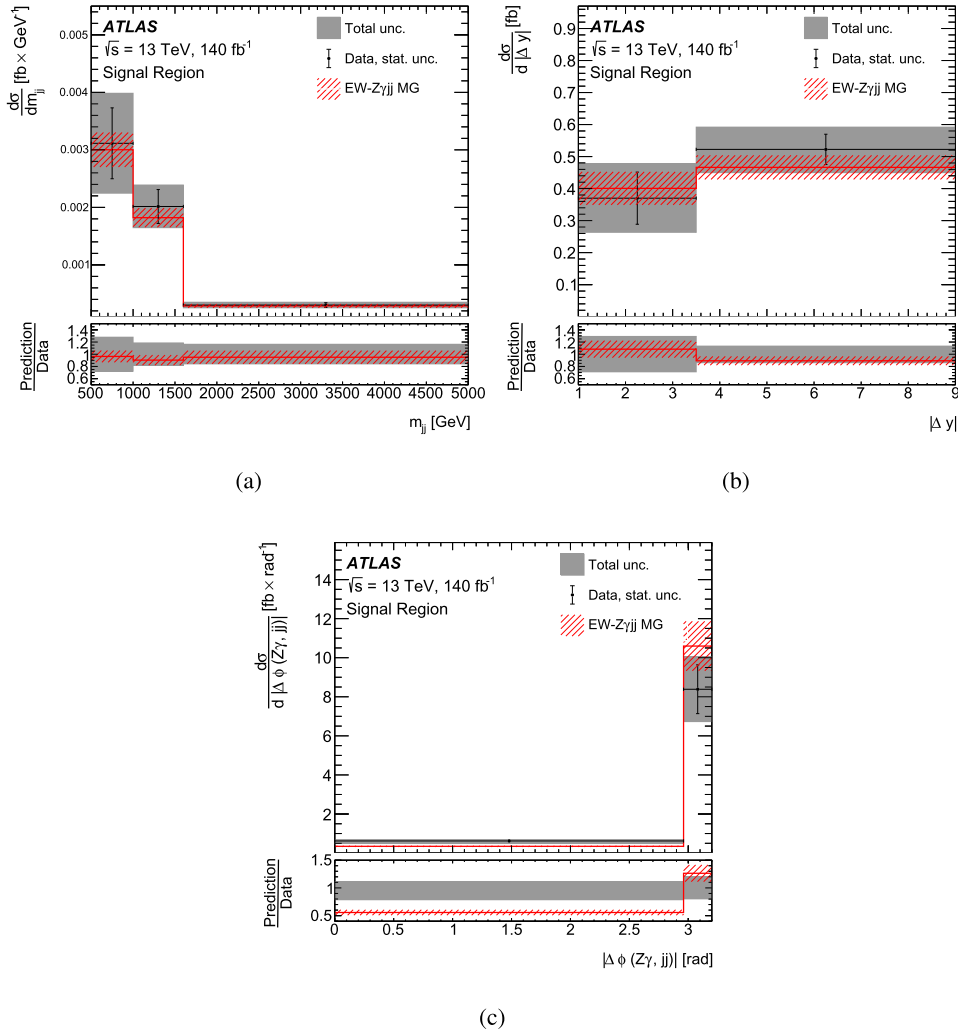 ATLAS
√s = 13 TeV, 140 fb⁻¹
Signal Region
Total unc.
Data, stat. unc.
EW-Zγjj MG
dσ/dm_jj [fb × GeV⁻¹]
0.005
0.004
0.003
0.002
0.001
Prediction/Data
1.4
1.2
1
0.8
0.6
500 1000 1500 2000 2500 3000 3500 4000 4500 5000
m_jj [GeV]
(a)
ATLAS
√s = 13 TeV, 140 fb⁻¹
Signal Region
Total unc.
Data, stat. unc.
EW-Zγjj MG
dσ/d |Δ y| [fb]
0.9
0.8
0.7
0.6
0.5
0.4
0.3
0.2
0.1
Prediction/Data
1.4
1.2
1
0.8
0.6
1 2 3 4 5 6 7 8 9
|Δ y|
(b)
ATLAS
√s = 13 TeV, 140 fb⁻¹
Signal Region
Total unc.
Data, stat. unc.
EW-Zγjj MG
dσ/d |Δ ϕ (Zγ, jj)| [fb × rad⁻¹]
14
12
10
8
6
4
2
Prediction/Data
1.5
1
0.5
0 0.5 1 1.5 2 2.5 3
|Δ ϕ (Zγ, jj)| [rad]
(c)